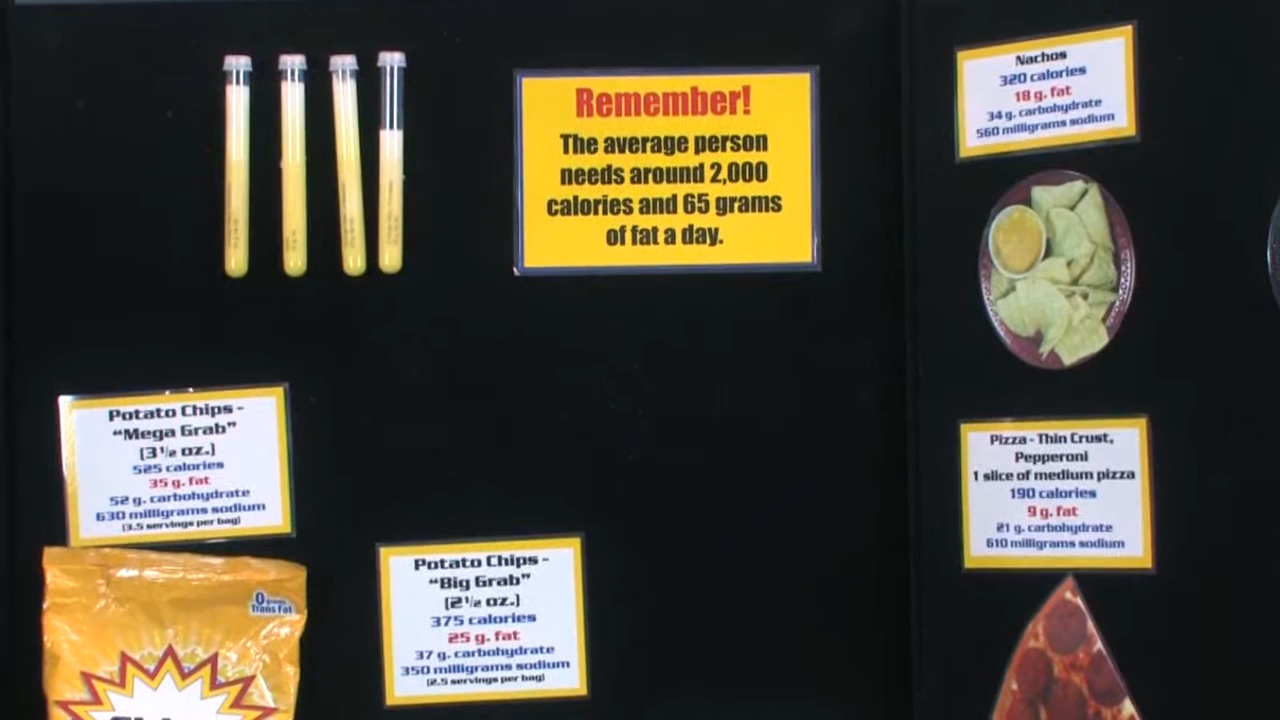 Remember!
The average person
needs around 2,000
calories and 65 grams
of fat a day.
Nachos
320 calories
18 g. fat
34 g. carbohydrate
560 milligrams sodium
Potato Chips -
“Mega Grab”
(3½ oz.)
525 calories
35 g. fat
52 g. carbohydrate
630 milligrams sodium
(3.5 servings per bag)
0 grams
Trans Fat
Potato Chips -
“Big Grab”
(2½ oz.)
375 calories
25 g. fat
37 g. carbohydrate
350 milligrams sodium
(2.5 servings per bag)
Pizza - Thin Crust,
Pepperoni
1 slice of medium pizza
190 calories
9 g. fat
21 g. carbohydrate
610 milligrams sodium